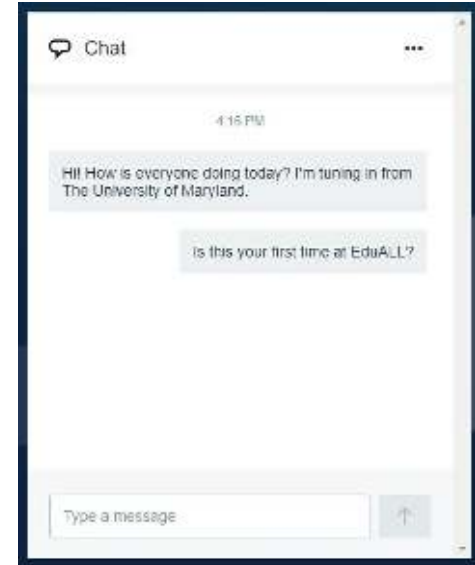 Chat
4:15 PM
Hi! How is everyone doing today? I'm tuning in from
The University of Maryland.
Is this your first time at EduALL?
Type a message